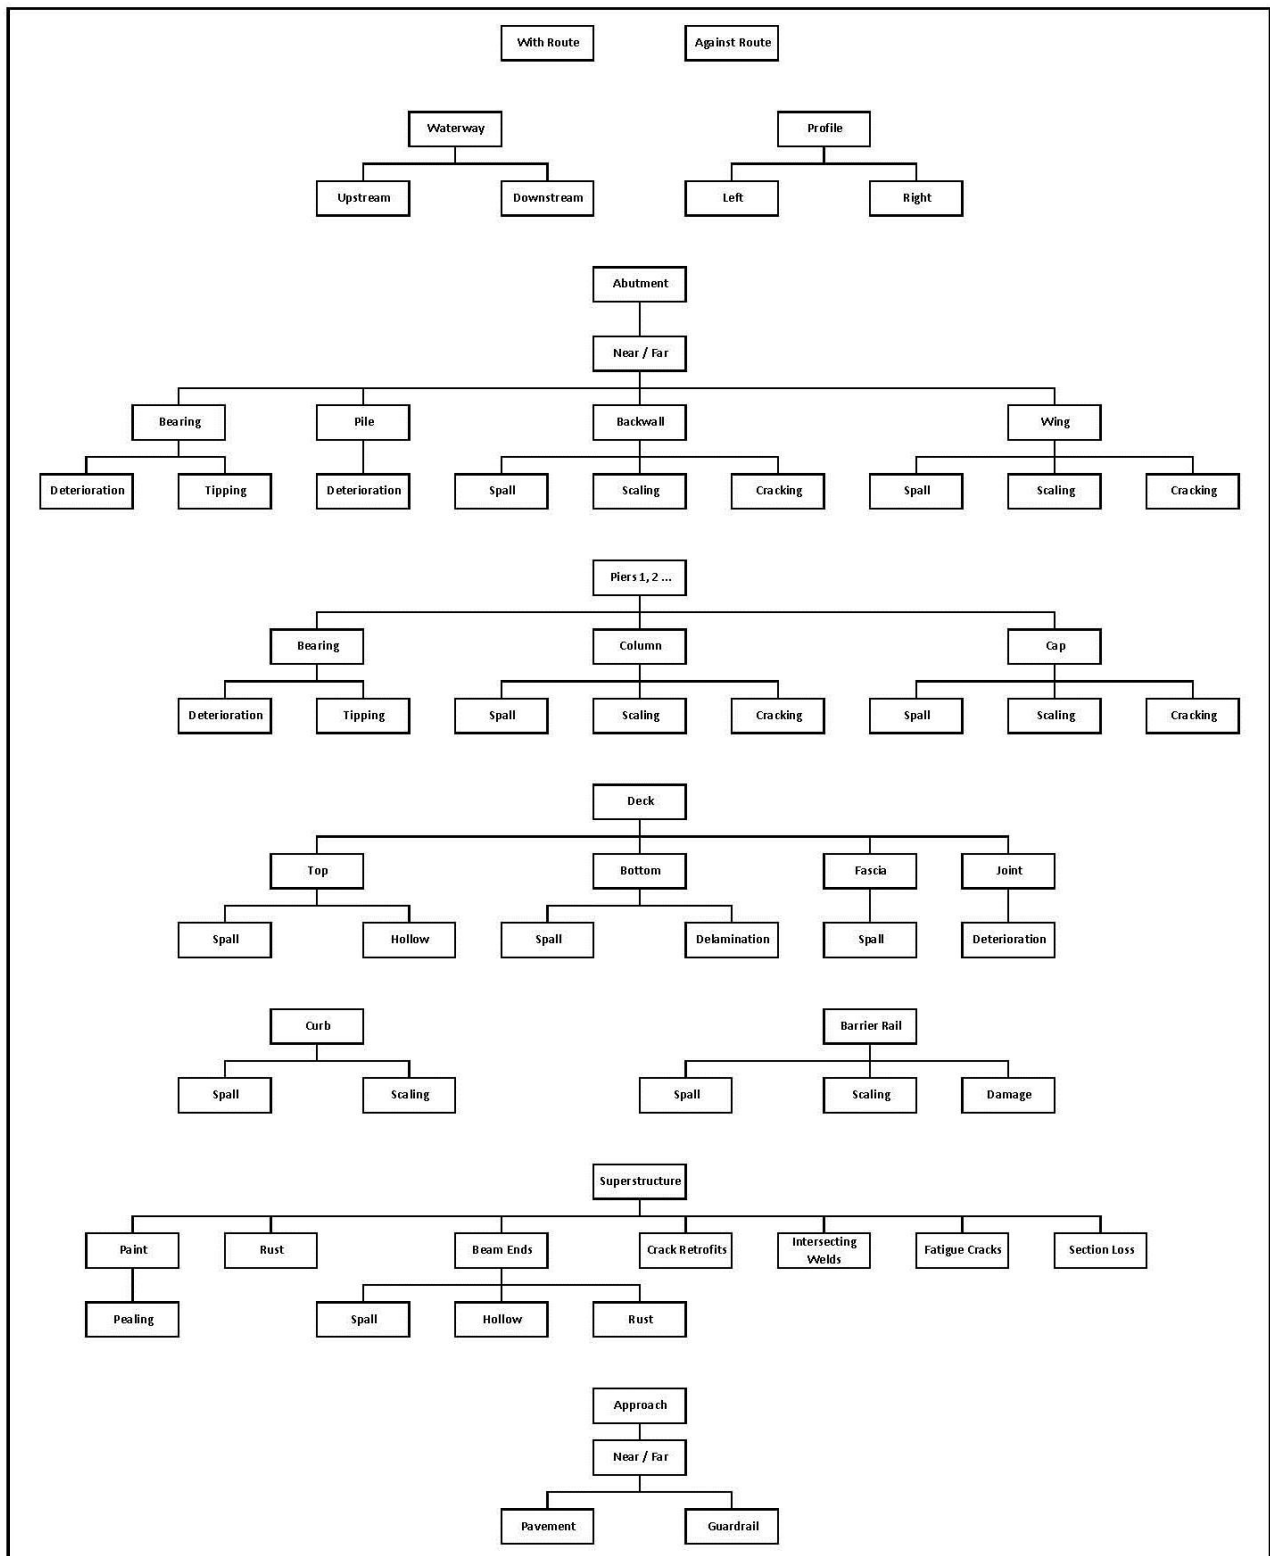 With Route
Against Route
Waterway
Profile
Upstream
Downstream
Left
Right
Abutment
Near / Far
Bearing
Pile
Backwall
Wing
Deterioration
Tipping
Deterioration
Spall
Scaling
Cracking
Spall
Scaling
Cracking
Piers 1, 2 ...
Bearing
Column
Cap
Deterioration
Tipping
Spall
Scaling
Cracking
Spall
Scaling
Cracking
Deck
Top
Bottom
Fascia
Joint
Spall
Hollow
Spall
Delamination
Spall
Deterioration
Curb
Barrier Rail
Spall
Scaling
Spall
Scaling
Damage
Superstructure
Paint
Rust
Beam Ends
Crack Retrofits
Intersecting
Welds
Fatigue Cracks
Section Loss
Pealing
Spall
Hollow
Rust
Approach
Near / Far
Pavement
Guardrail